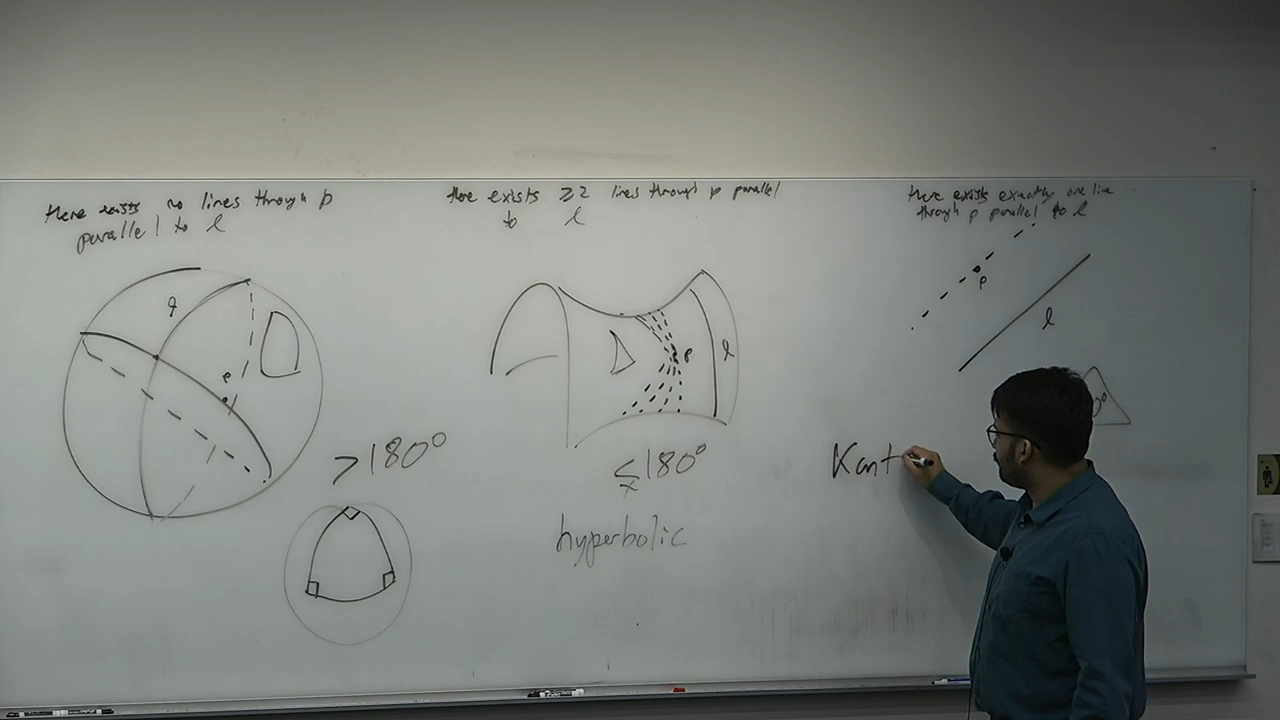 there exists no lines through p
parallel to l
there exists ≥2 lines through p parallel
to l
there exists exactly one line
through p parallel to l
p
l
p
l
>180°
180°
hyperbolic
Kant